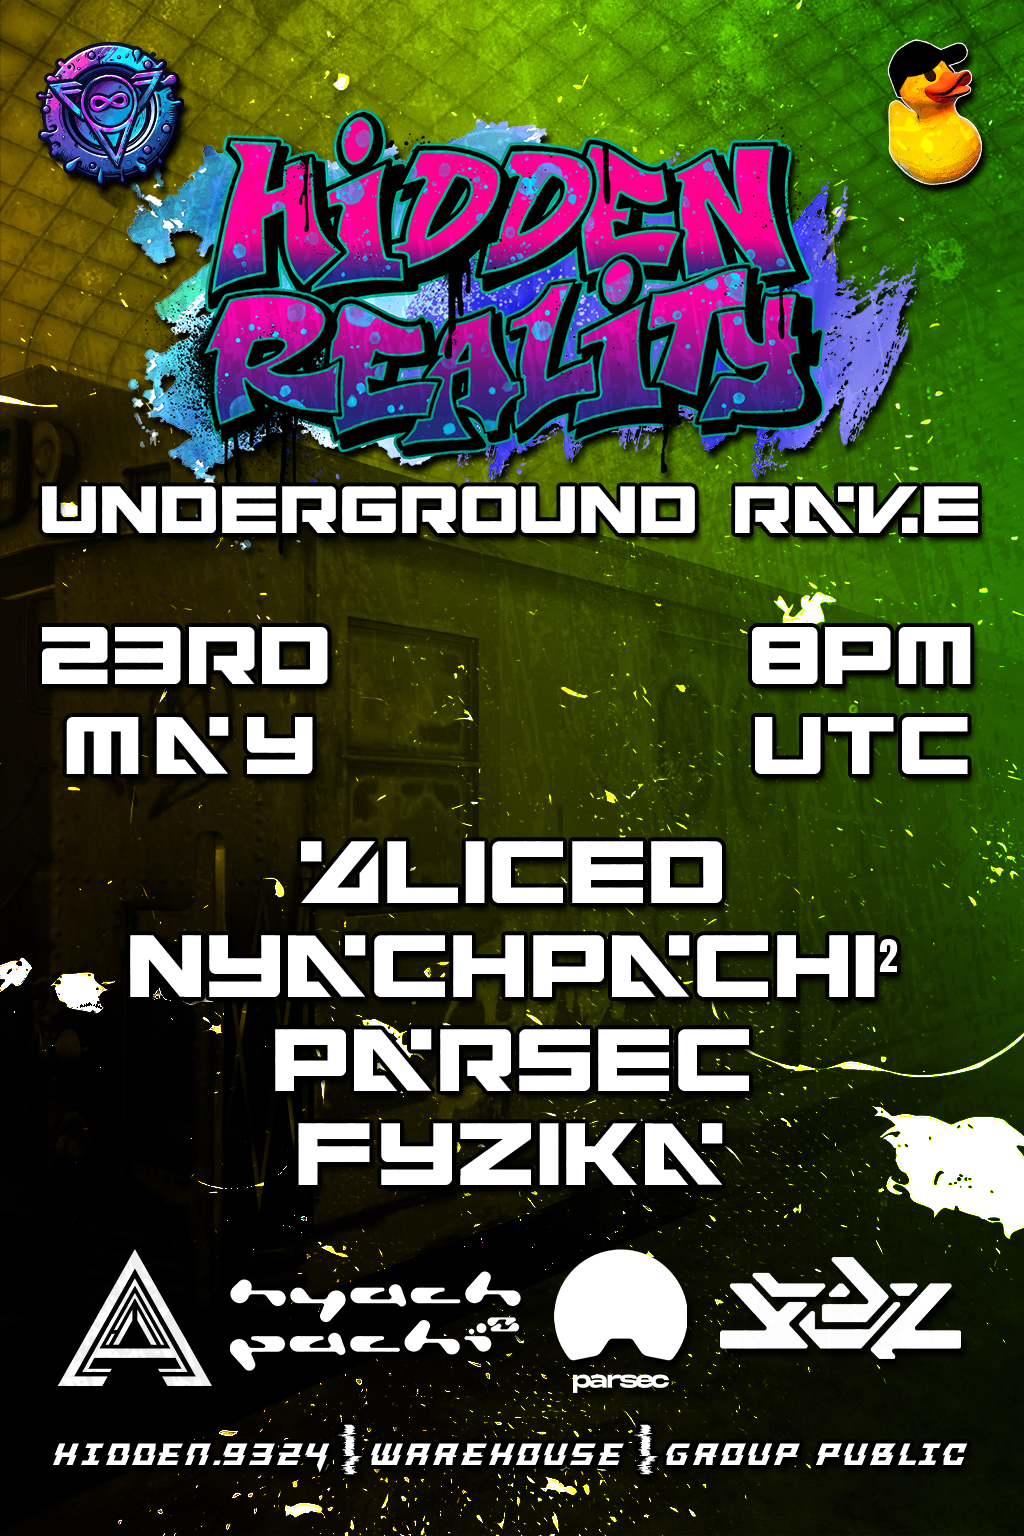 HiDDEN
REALiTY
UNDERGROUND RAVE
23RD
MAY
8PM
UTC
ALICED
NYACHPACHI²
PARSEC
FYZIKA
nyach
pachi²
parsec
HIDDEN.9324 | WAREHOUSE | GROUP PUBLIC